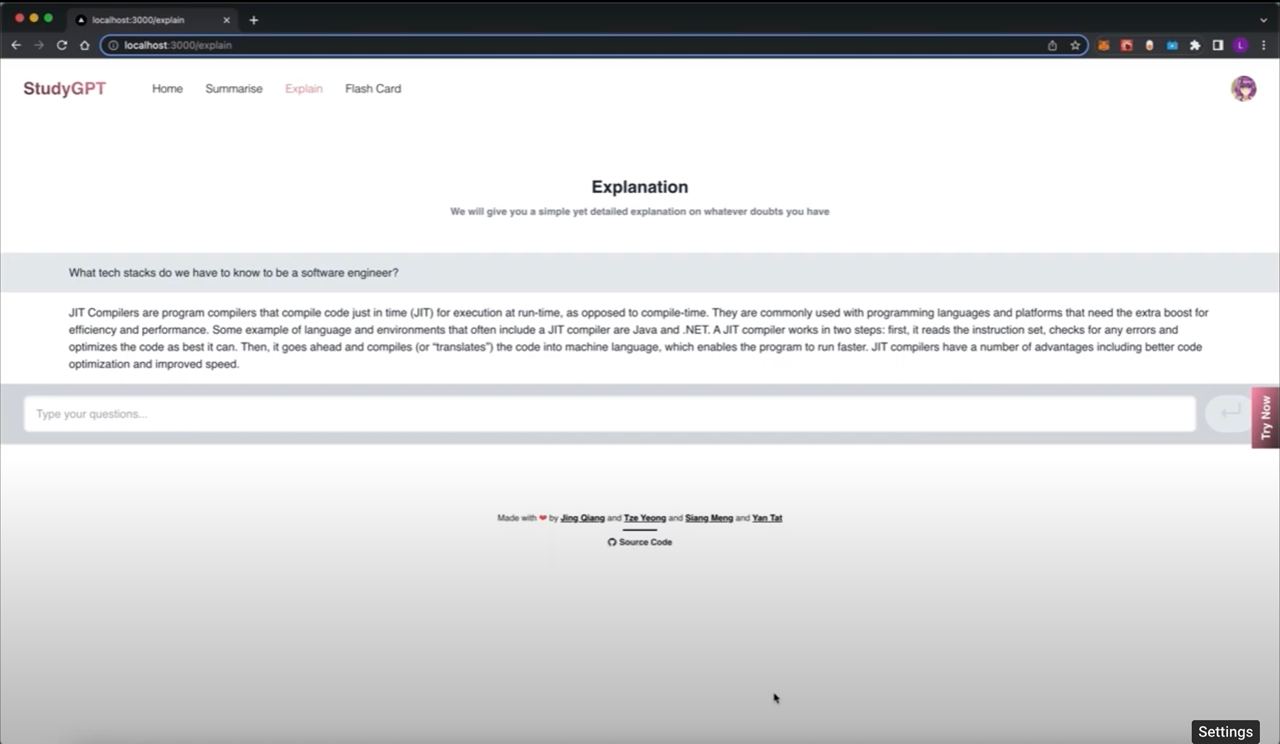 localhost:3000/explain
localhost:3000/explain
L
StudyGPT
Home
Summarise
Explain
Flash Card
Explanation
We will give you a simple yet detailed explanation on whatever doubts you have
What tech stacks do we have to know to be a software engineer?
JIT Compilers are program compilers that compile code just in time (JIT) for execution at run-time, as opposed to compile-time. They are commonly used with programming languages and platforms that need the extra boost for
efficiency and performance. Some example of language and environments that often include a JIT compiler are Java and .NET. A JIT compiler works in two steps: first, it reads the instruction set, checks for any errors and
optimizes the code as best it can. Then, it goes ahead and compiles (or “translates”) the code into machine language, which enables the program to run faster. JIT compilers have a number of advantages including better code
optimization and improved speed.
Type your questions...
Try Now
Made with ❤ by Jing Qiang and Tze Yeong and Siang Meng and Yan Tat
Source Code
Settings